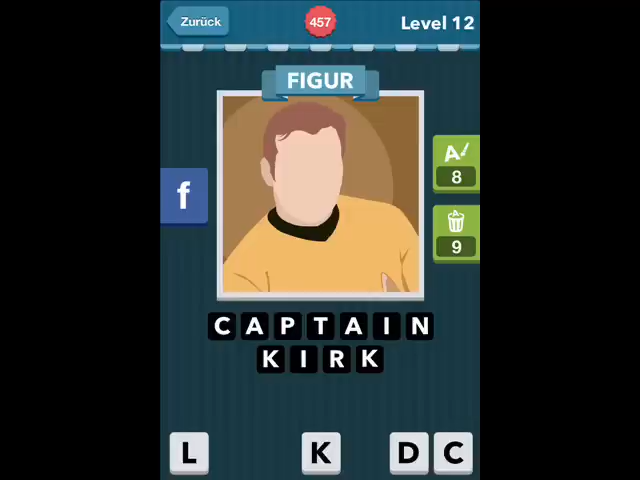 Zurück
457
Level 12
FIGUR
A
8
f
9
CAPTAIN
KIRK
L K D C